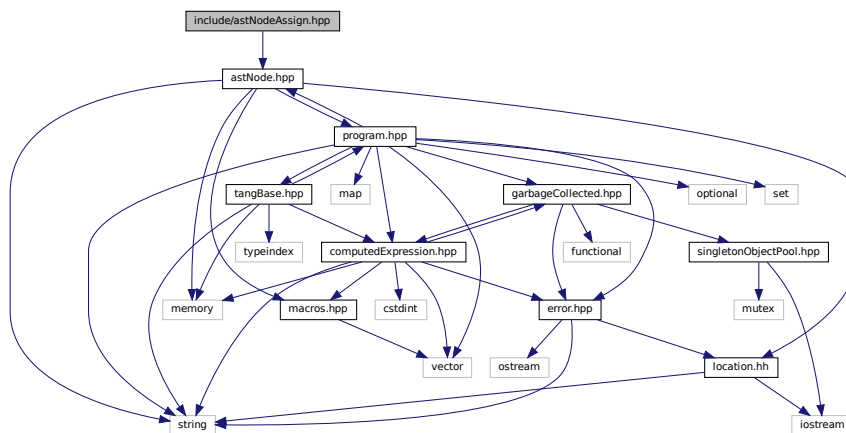 include/astNodeAssign.hpp
astNode.hpp
program.hpp
tangBase.hpp
map
garbageCollected.hpp
optional
set
typeindex
computedExpression.hpp
functional
singletonObjectPool.hpp
memory
macros.hpp
cstdint
error.hpp
mutex
vector
ostream
location.hh
string
iostream